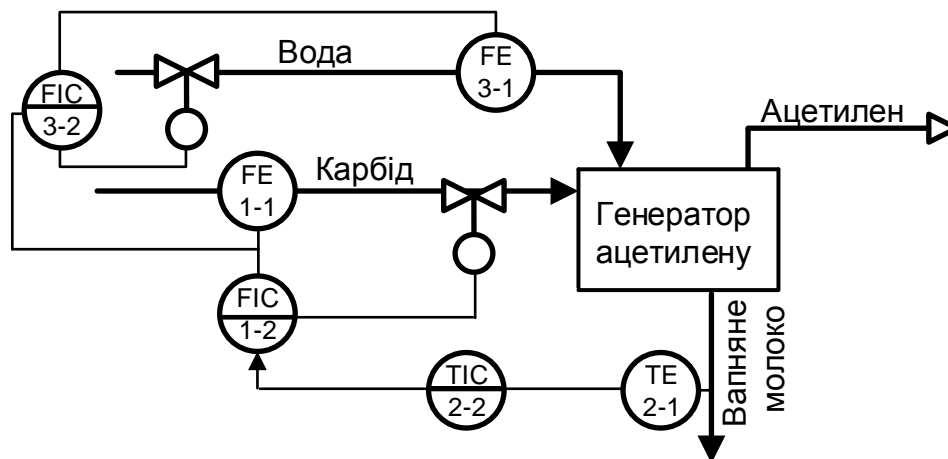 Вода
FE
3-1
FIC
3-2
Ацетилен
FE
1-1
Карбід
Генератор
ацетилену
FIC
1-2
TIC
2-2
TE
2-1
Вапняне
молоко